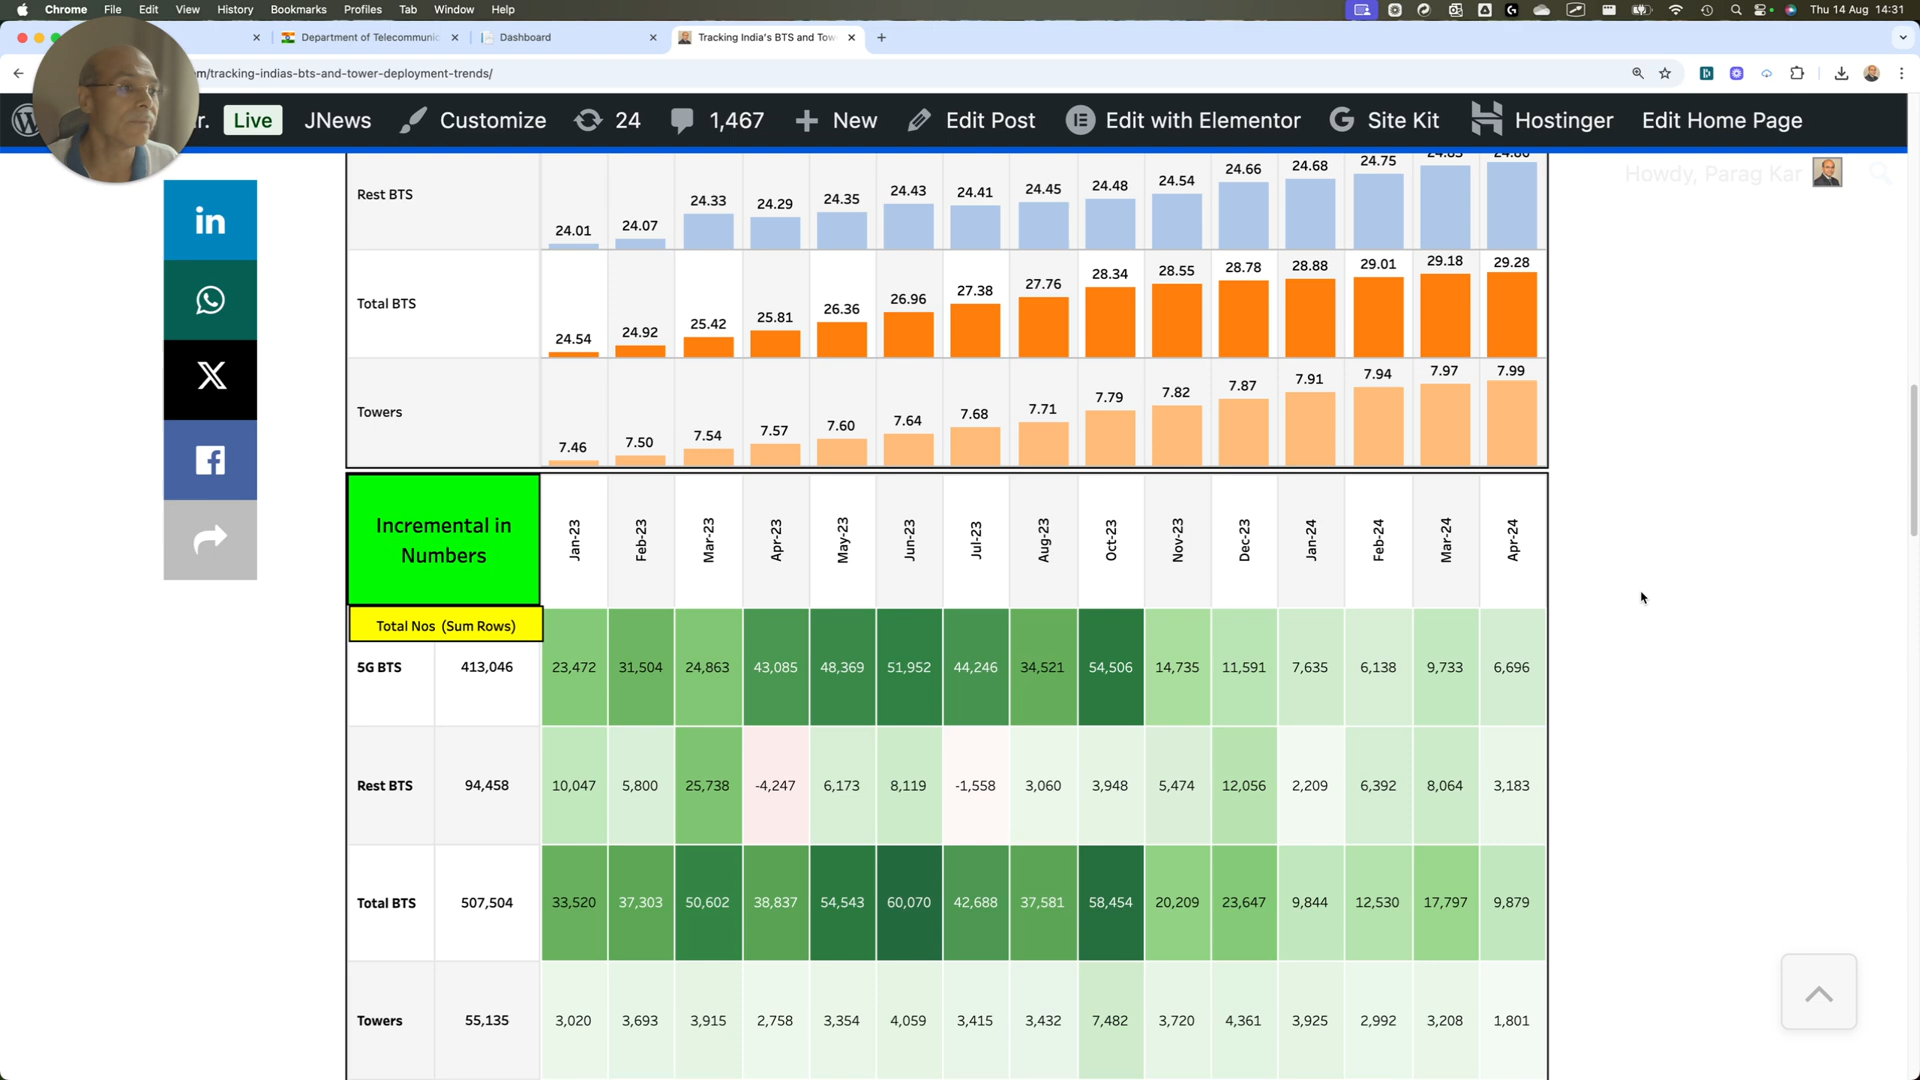 Chrome File Edit View History Bookmarks Profiles Tab Window Help Thu 14 Aug 14:31
Department of Telecommunic Dashboard Tracking India's BTS and Tow
m/tracking-indias-bts-and-tower-deployment-trends/
r. Live JNews Customize 24 1,467 New Edit Post Edit with Elementor Site Kit Hostinger Edit Home Page
Howdy, Parag Kar
Rest BTS 24.01 24.07 24.33 24.29 24.35 24.43 24.41 24.45 24.48 24.54 24.66 24.68 24.75
Total BTS 24.54 24.92 25.42 25.81 26.36 26.96 27.38 27.76 28.34 28.55 28.78 28.88 29.01 29.18 29.28
Towers 7.46 7.50 7.54 7.57 7.60 7.64 7.68 7.71 7.79 7.82 7.87 7.91 7.94 7.97 7.99
Incremental in
Numbers
Jan-23 Feb-23 Mar-23 Apr-23 May-23 Jun-23 Jul-23 Aug-23 Oct-23 Nov-23 Dec-23 Jan-24 Feb-24 Mar-24 Apr-24
Total Nos (Sum Rows)
5G BTS 413,046 23,472 31,504 24,863 43,085 48,369 51,952 44,246 34,521 54,506 14,735 11,591 7,635 6,138 9,733 6,696
Rest BTS 94,458 10,047 5,800 25,738 -4,247 6,173 8,119 -1,558 3,060 3,948 5,474 12,056 2,209 6,392 8,064 3,183
Total BTS 507,504 33,520 37,303 50,602 38,837 54,543 60,070 42,688 37,581 58,454 20,209 23,647 9,844 12,530 17,797 9,879
Towers 55,135 3,020 3,693 3,915 2,758 3,354 4,059 3,415 3,432 7,482 3,720 4,361 3,925 2,992 3,208 1,801